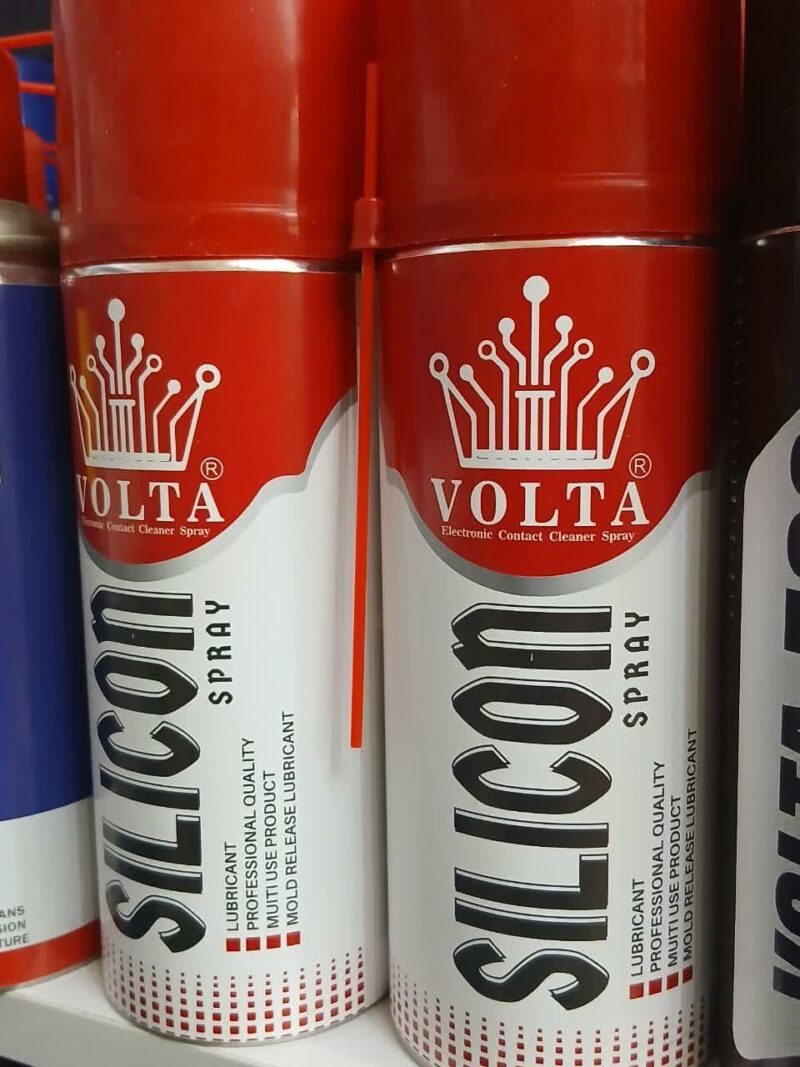 VOLTA®
Electronic Contact Cleaner Spray
SILICON
SPRAY
LUBRICANT
PROFESSIONAL QUALITY
MUITI USE PRODUCT
MOLD RELEASE LUBRICANT
VOLTA®
Electronic Contact Cleaner Spray
SILICON
SPRAY
LUBRICANT
PROFESSIONAL QUALITY
MUITI USE PRODUCT
MOLD RELEASE LUBRICANT
VOLTA